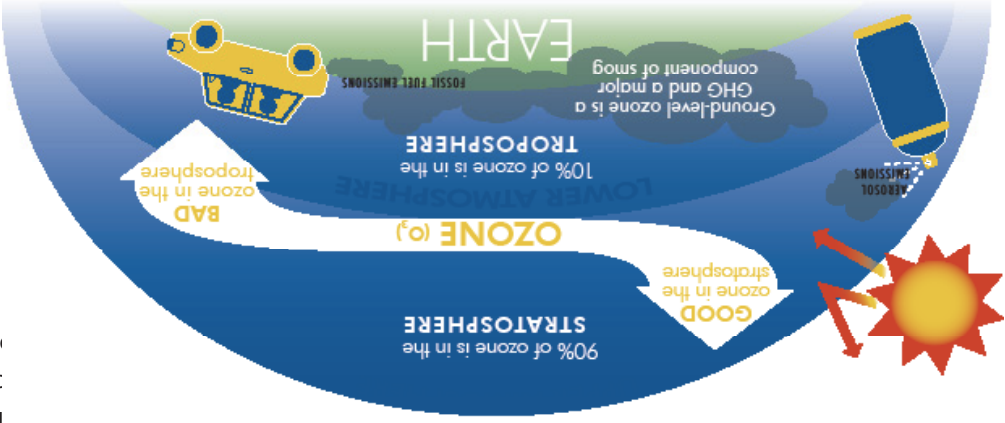 90% of ozone is in the
STRATOSPHERE
GOOD
ozone in the
stratosphere
OZONE (O₃)
BAD
ozone in the
troposphere
LOWER ATMOSPHERE
10% of ozone is in the
TROPOSPHERE
AEROSOL
EMISSIONS
Ground-level ozone is a
GHG and a major
component of smog
FOSSIL FUEL EMISSIONS
EARTH